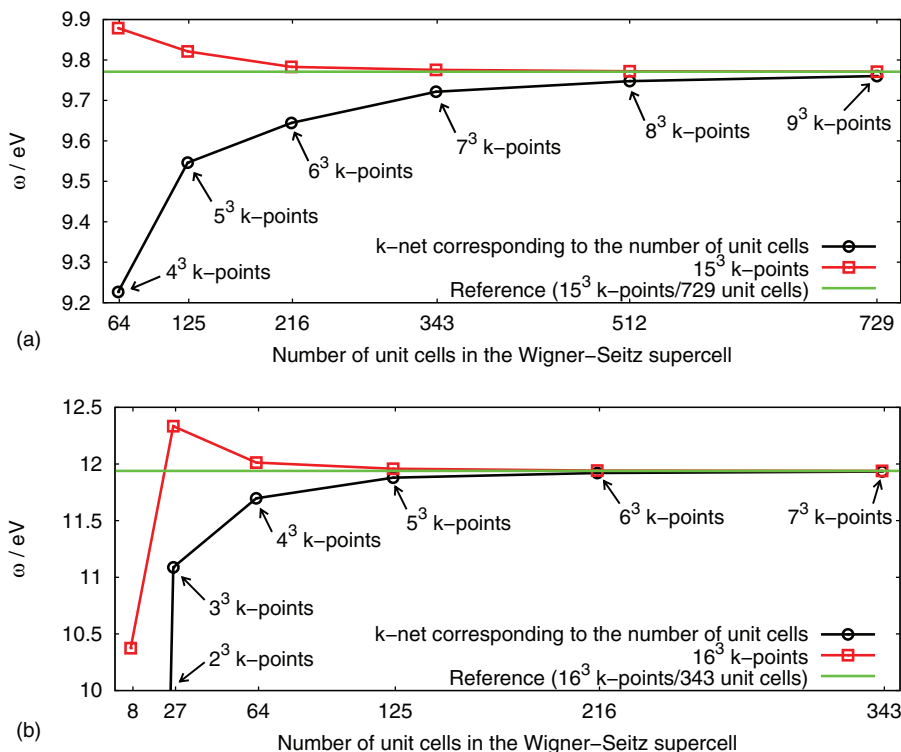 9.9
9.8
9.7
9.6
9.5
9.4
9.3
9.2
ω / eV
4³ k−points
5³ k−points
6³ k−points
7³ k−points
8³ k−points
9³ k−points
k−net corresponding to the number of unit cells
15³ k−points
Reference (15³ k−points/729 unit cells)
64 125 216 343 512 729
(a)
Number of unit cells in the Wigner−Seitz supercell
12.5
12
11.5
11
10.5
10
ω / eV
2³ k−points
3³ k−points
4³ k−points
5³ k−points
6³ k−points
7³ k−points
k−net corresponding to the number of unit cells
16³ k−points
Reference (16³ k−points/343 unit cells)
8 27 64 125 216 343
(b)
Number of unit cells in the Wigner−Seitz supercell